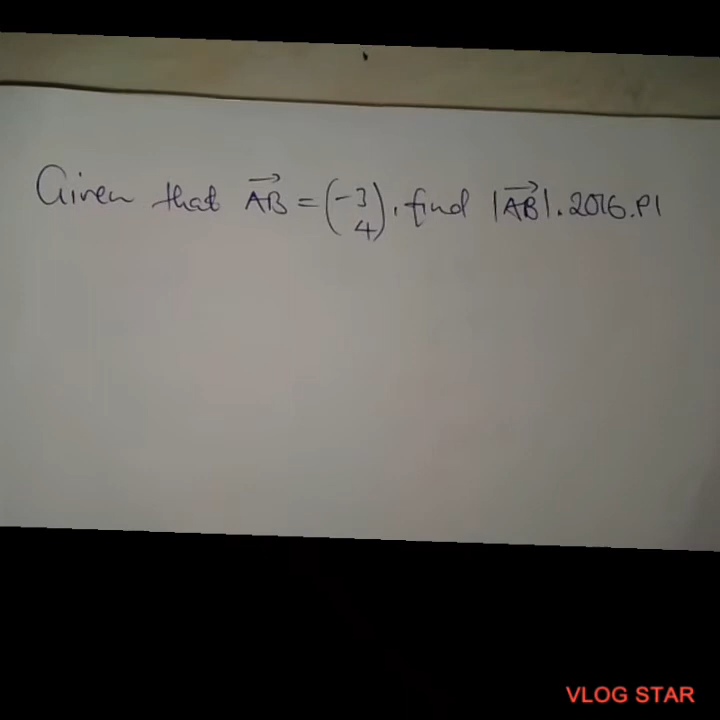 Given that AB→ = (-3 4), find |AB→|. 2016.P1
VLOG STAR